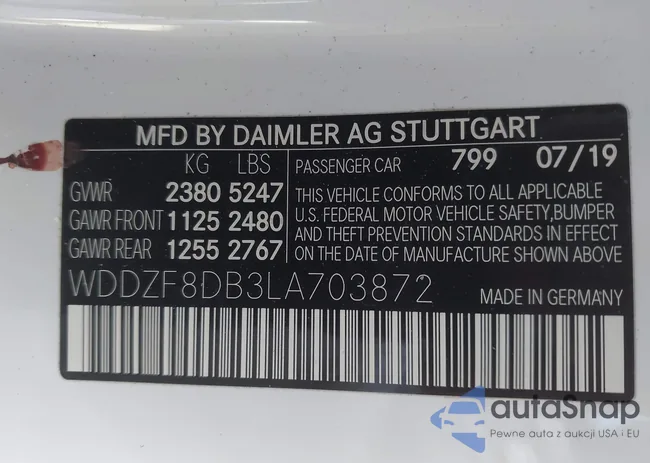 MFD BY DAIMLER AG STUTTGART
KG LBS PASSENGER CAR 799 07/19
GVWR 2380 5247
GAWR FRONT 1125 2480
GAWR REAR 1255 2767
THIS VEHICLE CONFORMS TO ALL APPLICABLE
U.S. FEDERAL MOTOR VEHICLE SAFETY,BUMPER
AND THEFT PREVENTION STANDARDS IN EFFECT
ON THE DATE OF MANUFACTURE SHOWN ABOVE
WDDZF8DB3LA703872 MADE IN GERMANY
autaSnap
Pewne auta z aukcji USA i EU